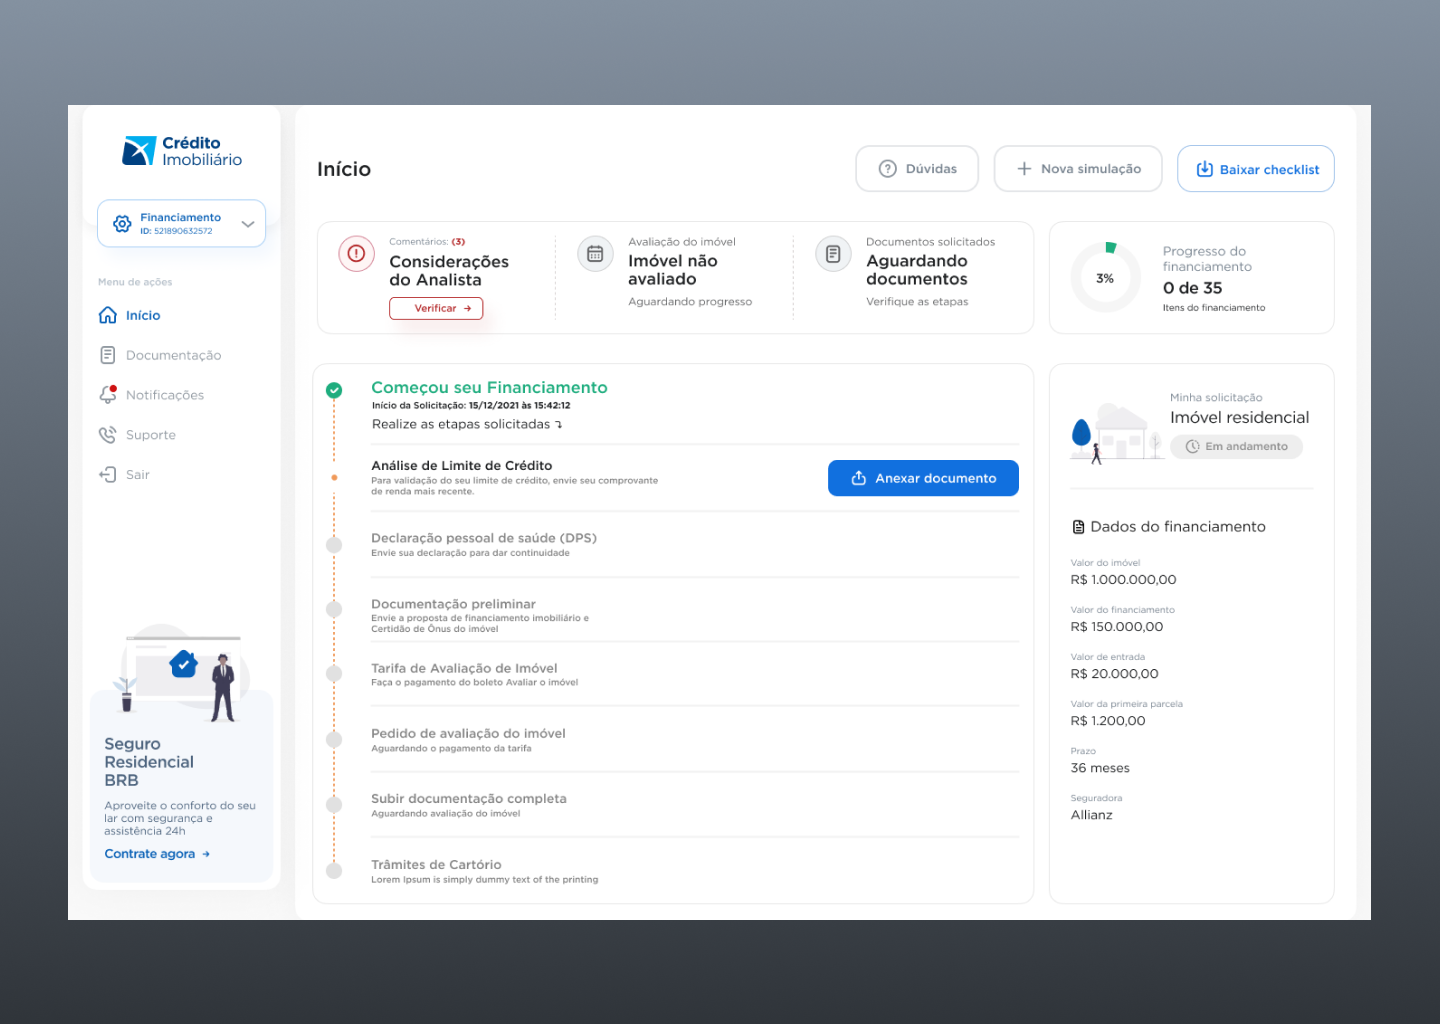 Crédito
Imobiliário
Financiamento
ID: 521890632572
Menu de ações
Início
Documentação
Notificações
Suporte
Sair
Seguro
Residencial
BRB
Aproveite o conforto do seu
lar com segurança e
assistência 24h
Contrate agora →
Início
Dúvidas
Nova simulação
Baixar checklist
Comentários: (3)
Considerações
do Analista
Verificar →
Avaliação do imóvel
Imóvel não
avaliado
Aguardando progresso
Documentos solicitados
Aguardando
documentos
Verifique as etapas
3%
Progresso do
financiamento
0 de 35
Itens do financiamento
Começou seu Financiamento
Início da Solicitação: 15/12/2021 às 15:42:12
Realize as etapas solicitadas
Análise de Limite de Crédito
Para validação do seu limite de crédito, envie seu comprovante
de renda mais recente.
Anexar documento
Declaração pessoal de saúde (DPS)
Envie sua declaração para dar continuidade
Documentação preliminar
Envie a proposta de financiamento imobiliário e
Certidão de Ônus do imóvel
Tarifa de Avaliação de Imóvel
Faça o pagamento do boleto Avaliar o imóvel
Pedido de avaliação do imóvel
Aguardando o pagamento da tarifa
Subir documentação completa
Aguardando avaliação do imóvel
Trâmites de Cartório
Lorem Ipsum is simply dummy text of the printing
Minha solicitação
Imóvel residencial
Em andamento
Dados do financiamento
Valor do imóvel
R$ 1.000.000,00
Valor do financiamento
R$ 150.000,00
Valor de entrada
R$ 20.000,00
Valor da primeira parcela
R$ 1.200,00
Prazo
36 meses
Seguradora
Allianz